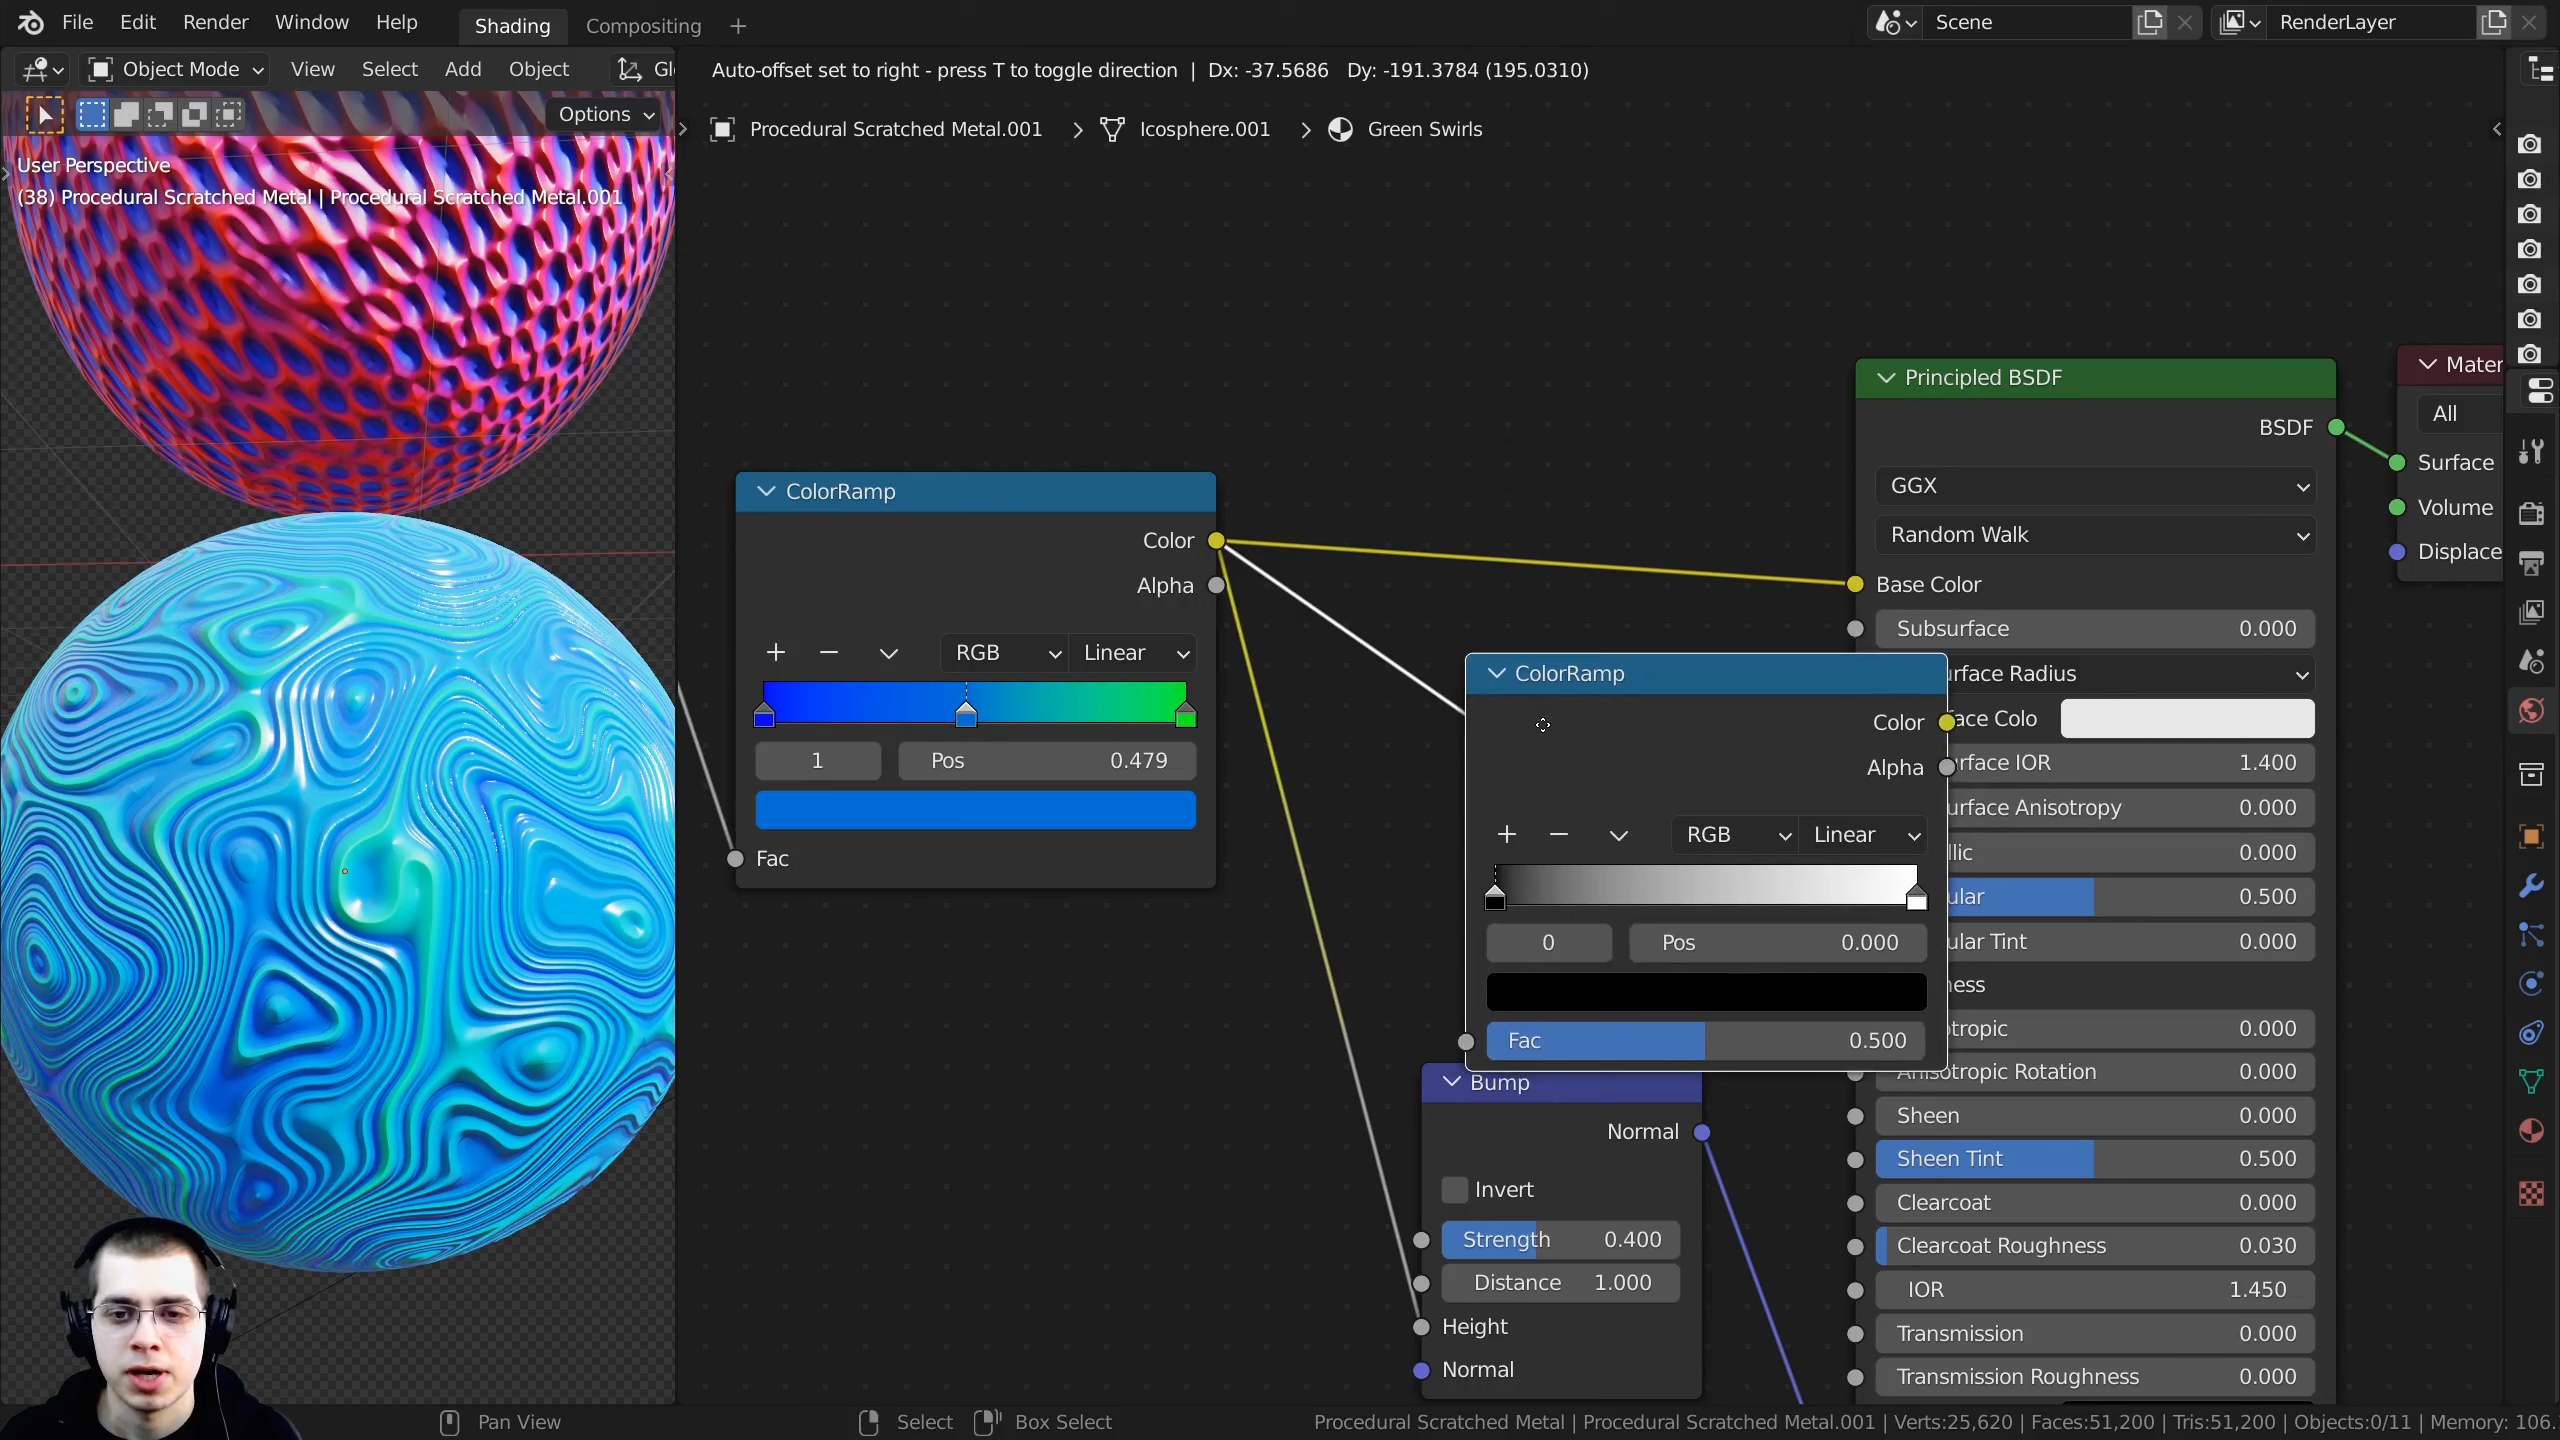 File Edit Render Window Help Shading Compositing + Scene RenderLayer
Object Mode View Select Add Object Gl
Auto-offset set to right - press T to toggle direction | Dx: -37.5686 Dy: -191.3784 (195.0310)
Options
Procedural Scratched Metal.001 > Icosphere.001 > Green Swirls
User Perspective
(38) Procedural Scratched Metal | Procedural Scratched Metal.001
ColorRamp
Color
Alpha
RGB Linear
1 Pos 0.479
Fac
ColorRamp
Color
Alpha
RGB Linear
0 Pos 0.000
Fac 0.500
Bump
Normal
Invert
Strength 0.400
Distance 1.000
Height
Normal
Principled BSDF
BSDF
GGX
Random Walk
Base Color
Subsurface 0.000
urface Radius
ace Colo
urface IOR 1.400
urface Anisotropy 0.000
llic 0.000
ular 0.500
ular Tint 0.000
ness
otropic 0.000
Anisotropic Rotation 0.000
Sheen 0.000
Sheen Tint 0.500
Clearcoat 0.000
Clearcoat Roughness 0.030
IOR 1.450
Transmission 0.000
Transmission Roughness 0.000
Mater
All
Surface
Volume
Displace
Pan View Select Box Select Procedural Scratched Metal | Procedural Scratched Metal.001 | Verts:25,620 | Faces:51,200 | Tris:51,200 | Objects:0/11 | Memory: 106.